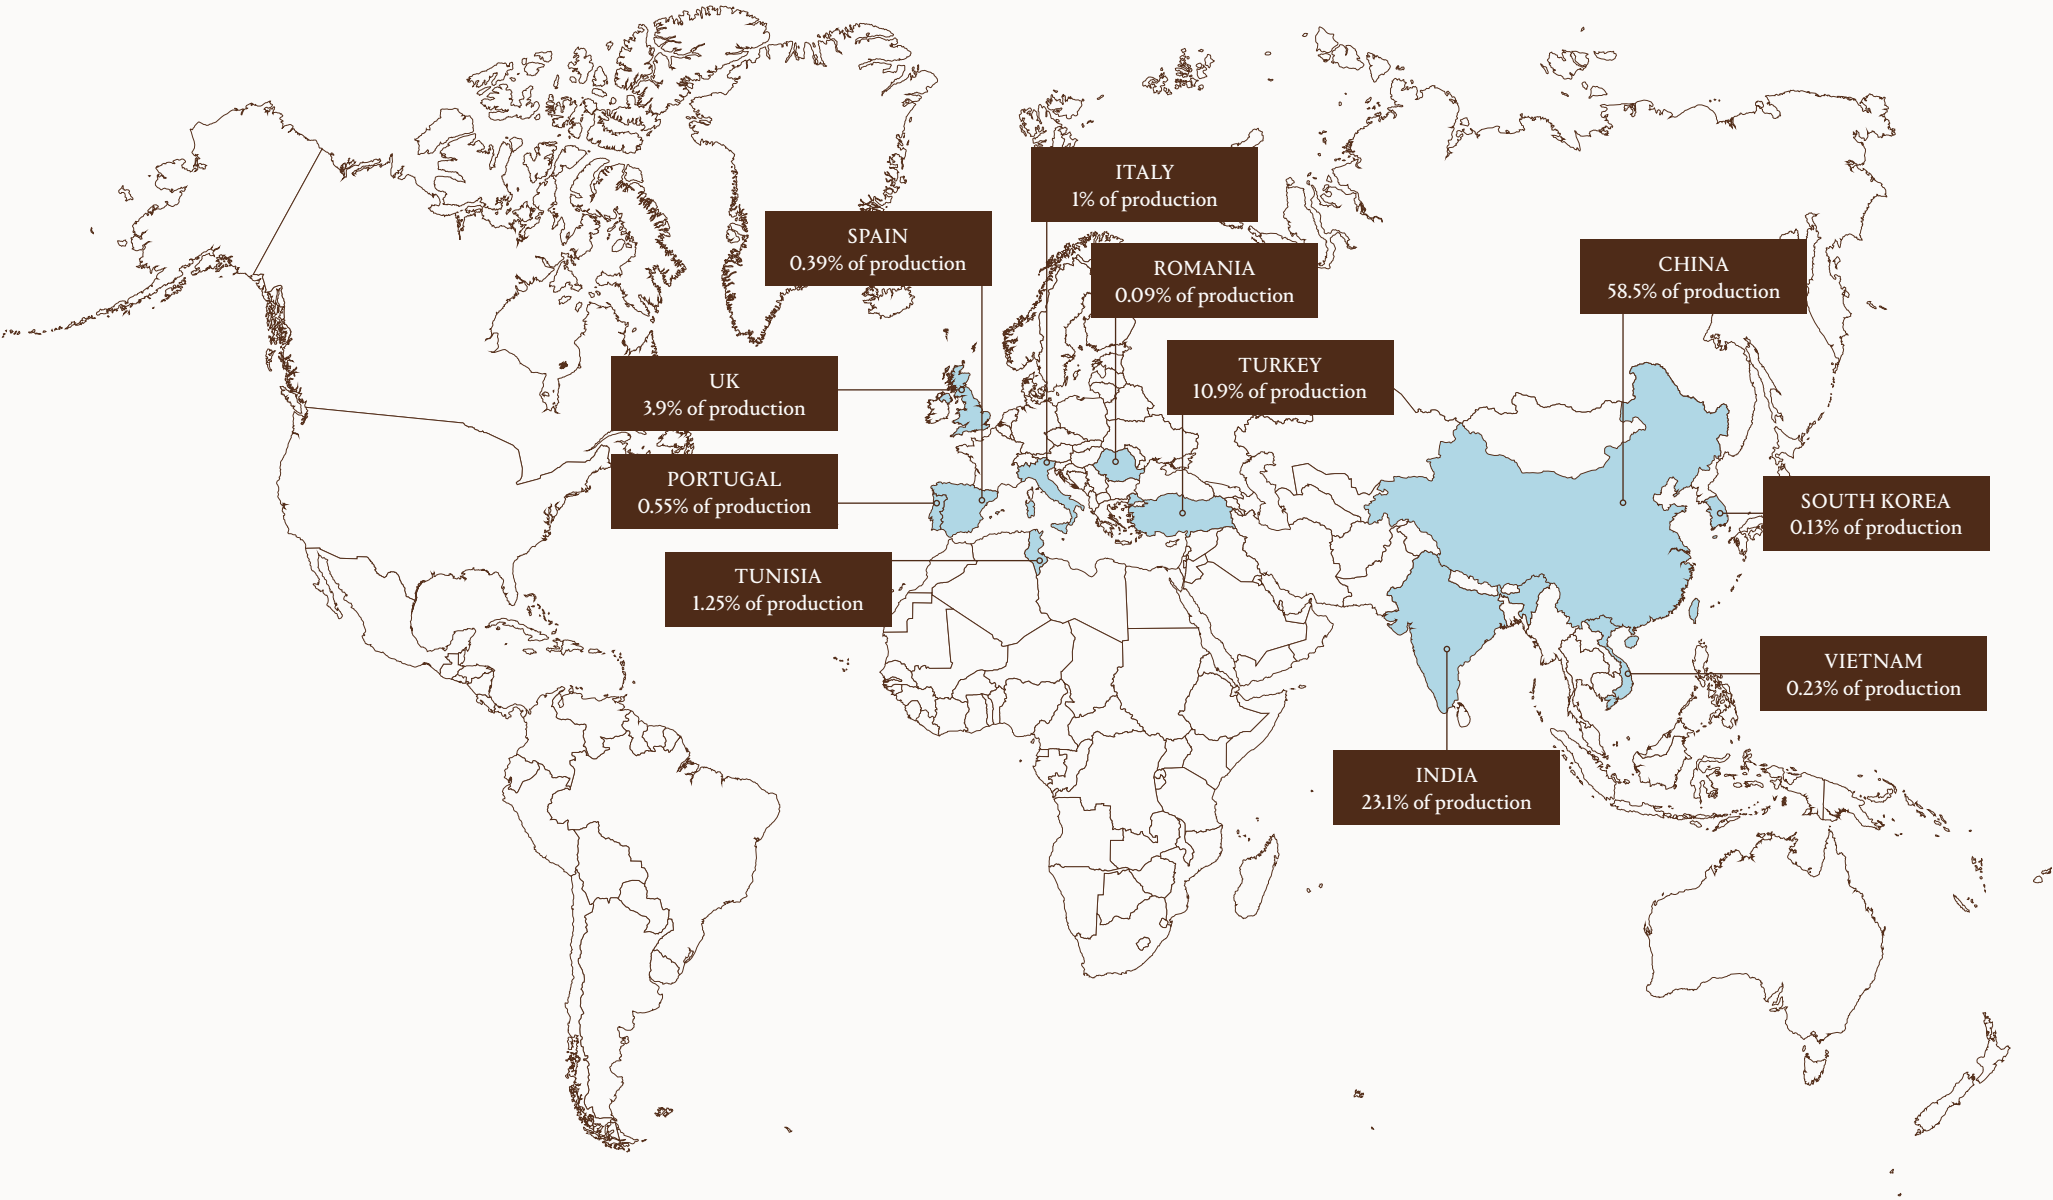 ITALY
1% of production
SPAIN
0.39% of production
ROMANIA
0.09% of production
CHINA
58.5% of production
UK
3.9% of production
TURKEY
10.9% of production
PORTUGAL
0.55% of production
SOUTH KOREA
0.13% of production
TUNISIA
1.25% of production
VIETNAM
0.23% of production
INDIA
23.1% of production